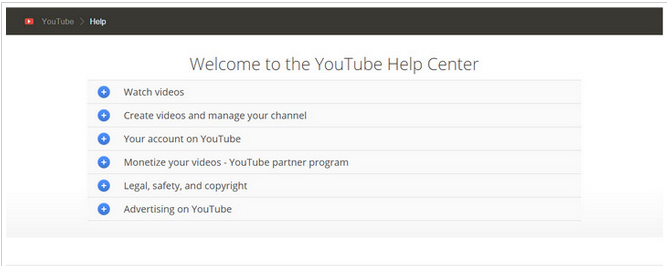 YouTube > Help
Welcome to the YouTube Help Center
Watch videos
Create videos and manage your channel
Your account on YouTube
Monetize your videos - YouTube partner program
Legal, safety, and copyright
Advertising on YouTube